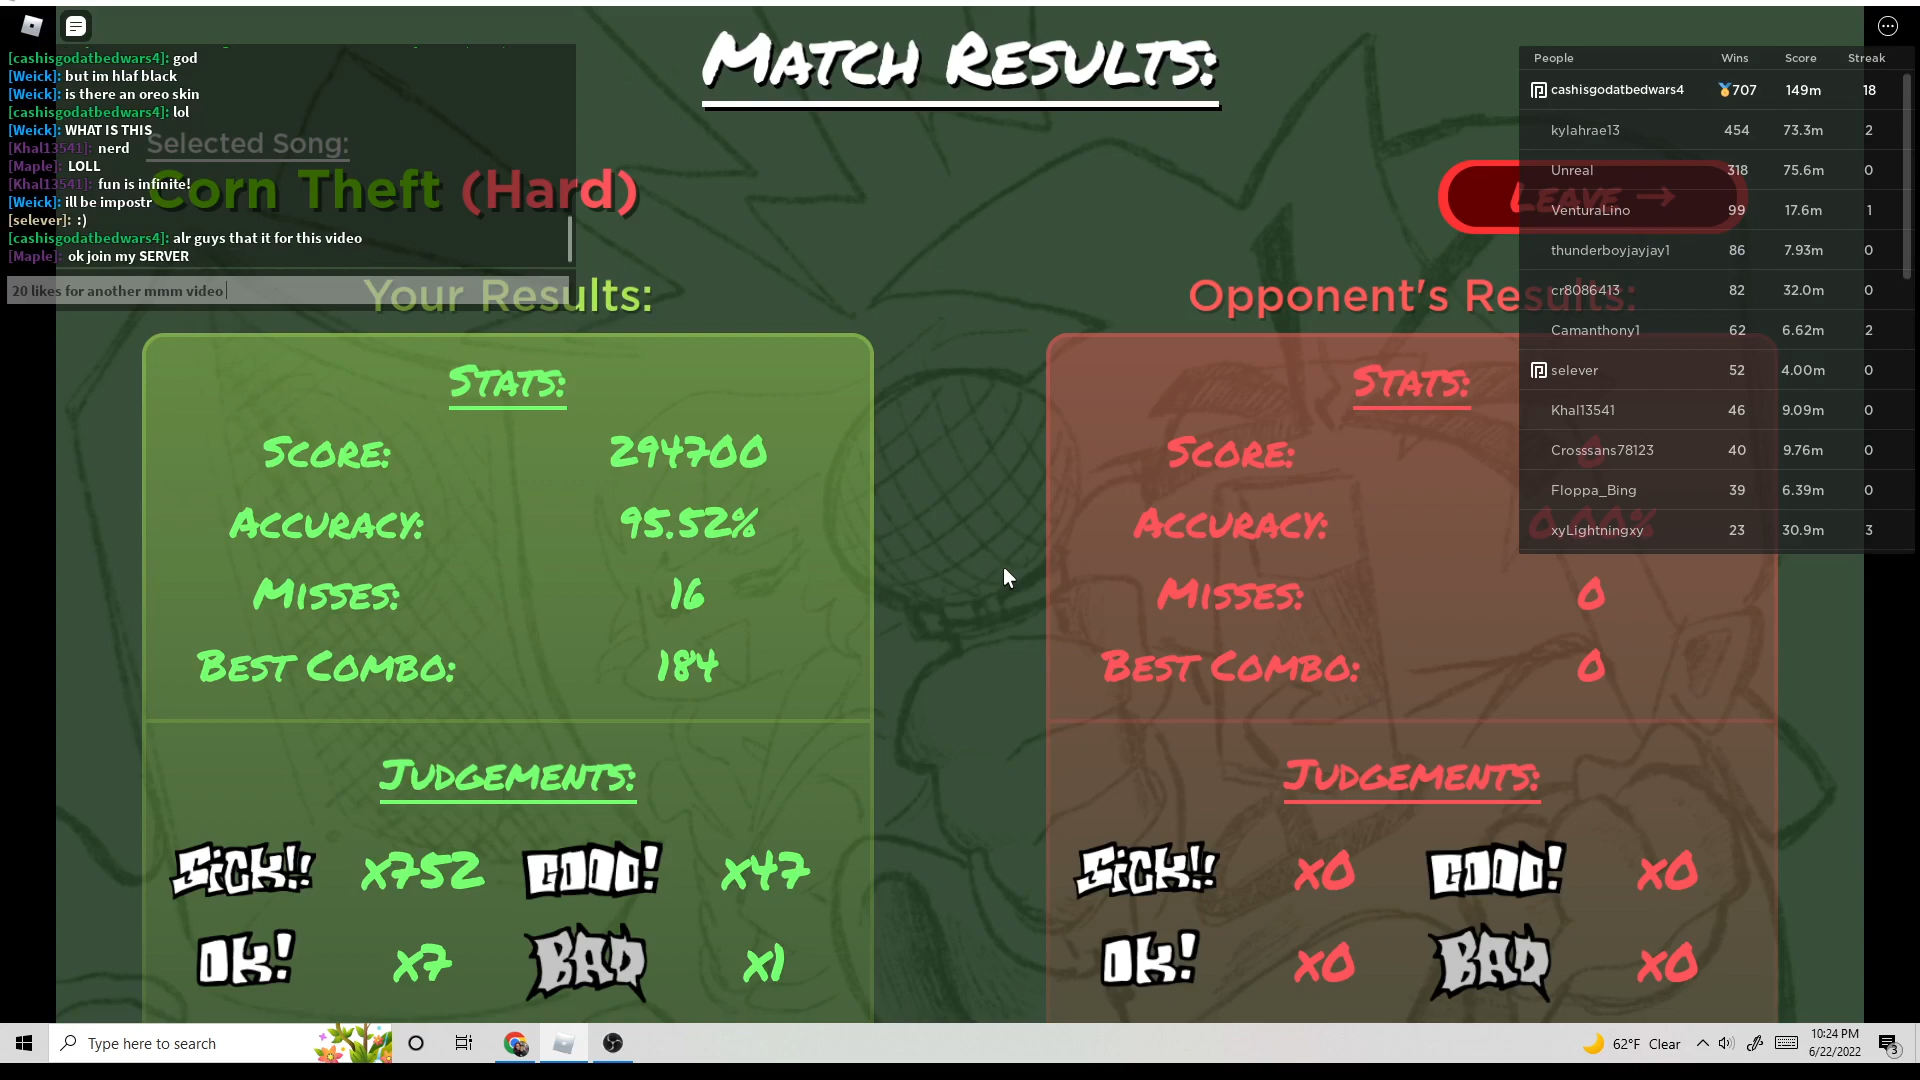 MATCH RESULTS:
[cashisgodatbedwars4]: god
[Weick]: but im hlaf black
[Weick]: is there an oreo skin
[cashisgodatbedwars4]: lol
[Weick]: WHAT IS THIS
[Khal13541]: nerd
[Maple]: LOLL
[Khal13541]: fun is infinite!
[Weick]: ill be impostr
[selever]: :)
[cashisgodatbedwars4]: alr guys that it for this video
[Maple]: ok join my SERVER
20 likes for another mmm video
Selected Song:
Corn Theft (Hard)
LEAVE →
People Wins Score Streak
cashisgodatbedwars4 🏅707 149m 18
kylahrae13 454 73.3m 2
Unreal 318 75.6m 0
VenturaLino 99 17.6m 1
thunderboyjayjay1 86 7.93m 0
cr8086413 82 32.0m 0
Camanthony1 62 6.62m 2
selever 52 4.00m 0
Khal13541 46 9.09m 0
Crosssans78123 40 9.76m 0
Floppa_Bing 39 6.39m 0
xyLightningxy 23 30.9m 3
Your Results:
STATS:
SCORE: 294700
ACCURACY: 95.52%
MISSES: 16
BEST COMBO: 184
JUDGEMENTS:
SICK!! x752 GOOD! x47
OK! x7 BAD x1
Opponent's Results:
STATS:
SCORE: 0
ACCURACY: 0.00%
MISSES: 0
BEST COMBO: 0
JUDGEMENTS:
SICK!! x0 GOOD! x0
OK! x0 BAD x0
Type here to search
62°F Clear
10:24 PM
6/22/2022
3